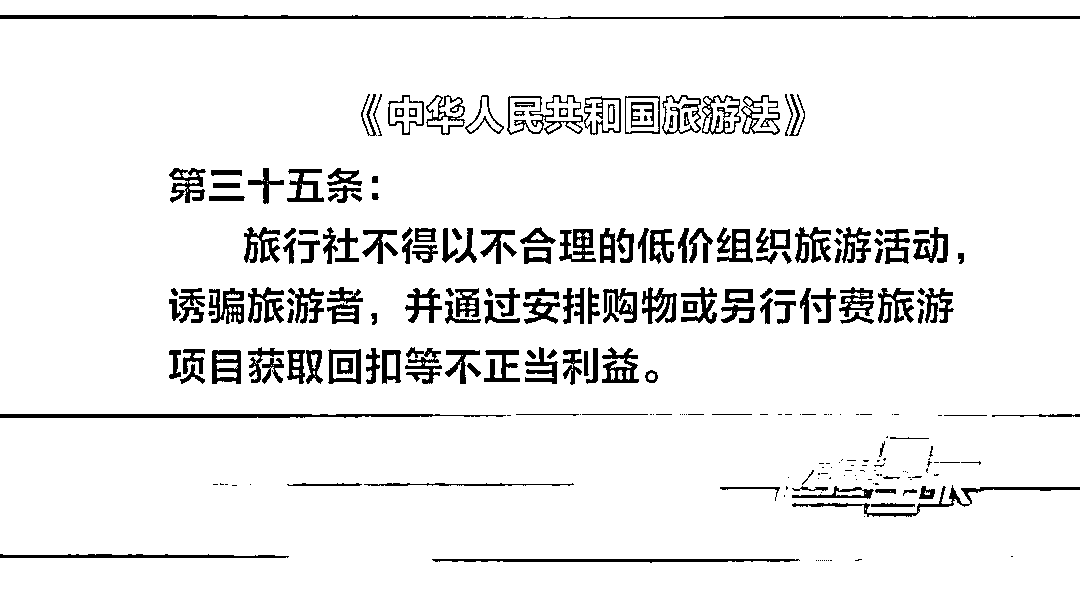 《中华人民共和国旅游法》
第三十五条：
旅行社不得以不合理的低价组织旅游活动，
诱骗旅游者，并通过安排购物或另行付费旅游
项目获取回扣等不正当利益。